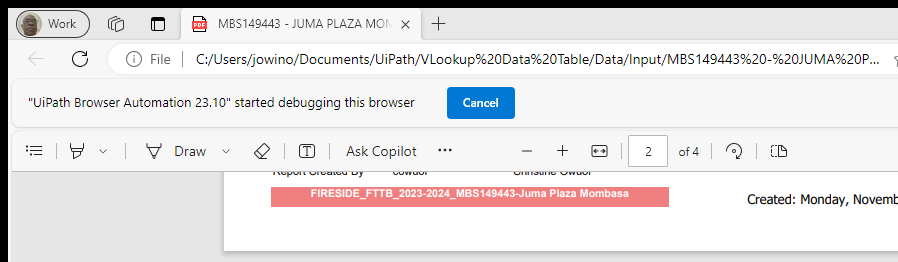 Work
PDF
MBS149443 - JUMA PLAZA MOM
File
C:/Users/jowino/Documents/UiPath/VLookup%20Data%20Table/Data/Input/MBS149443%20-%20JUMA%20P...
"UiPath Browser Automation 23.10" started debugging this browser
Cancel
Draw
T
Ask Copilot
2
of 4
Report Created By
cowuor
Christine Owuor
FIRESIDE_FTTB_2023-2024_MBS149443-Juma Plaza Mombasa
Created: Monday, Novemb